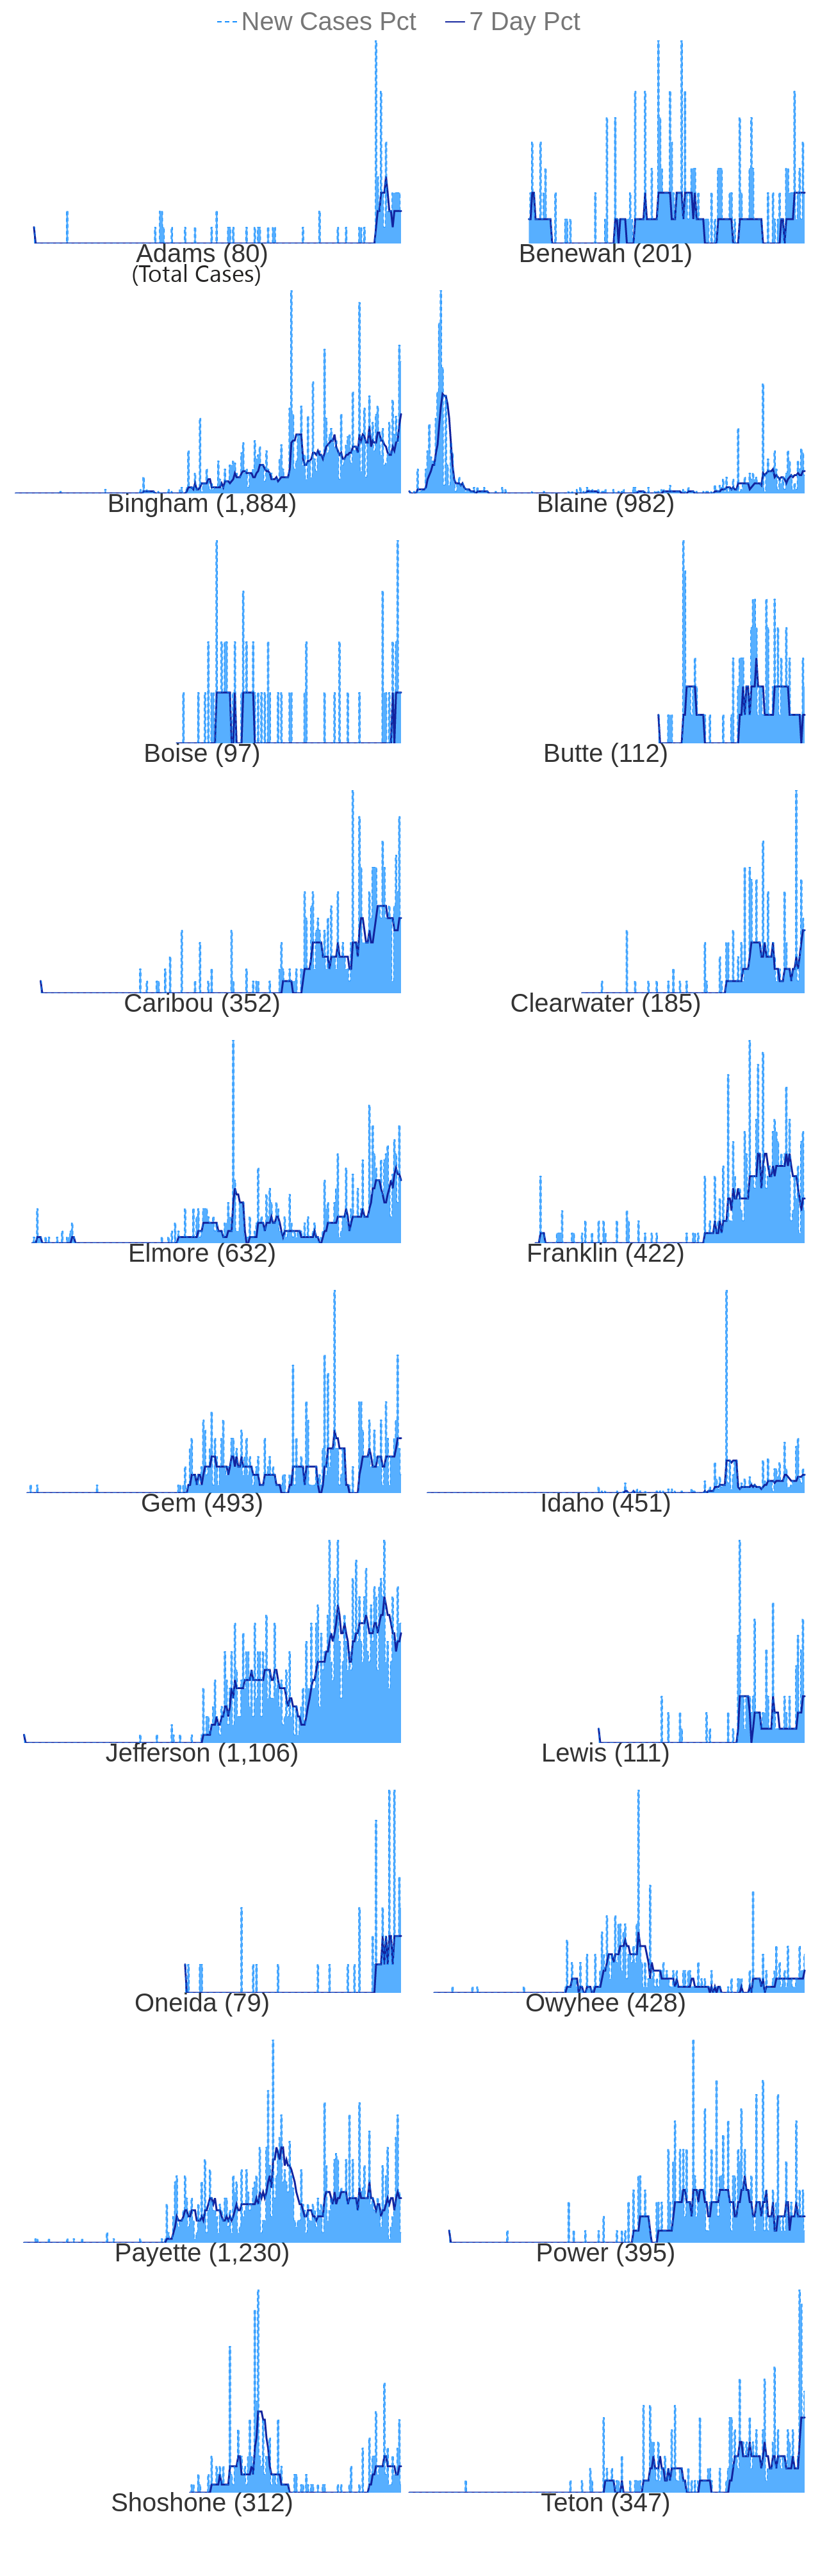 New Cases Pct 7 Day Pct
Adams (80) Benewah (201)
(Total Cases)
Bingham (1,884) Blaine (982)
Boise (97) Butte (112)
Caribou (352) Clearwater (185)
Elmore (632) Franklin (422)
Gem (493) Idaho (451)
Jefferson (1,106) Lewis (111)
Oneida (79) Owyhee (428)
Payette (1,230) Power (395)
Shoshone (312) Teton (347)